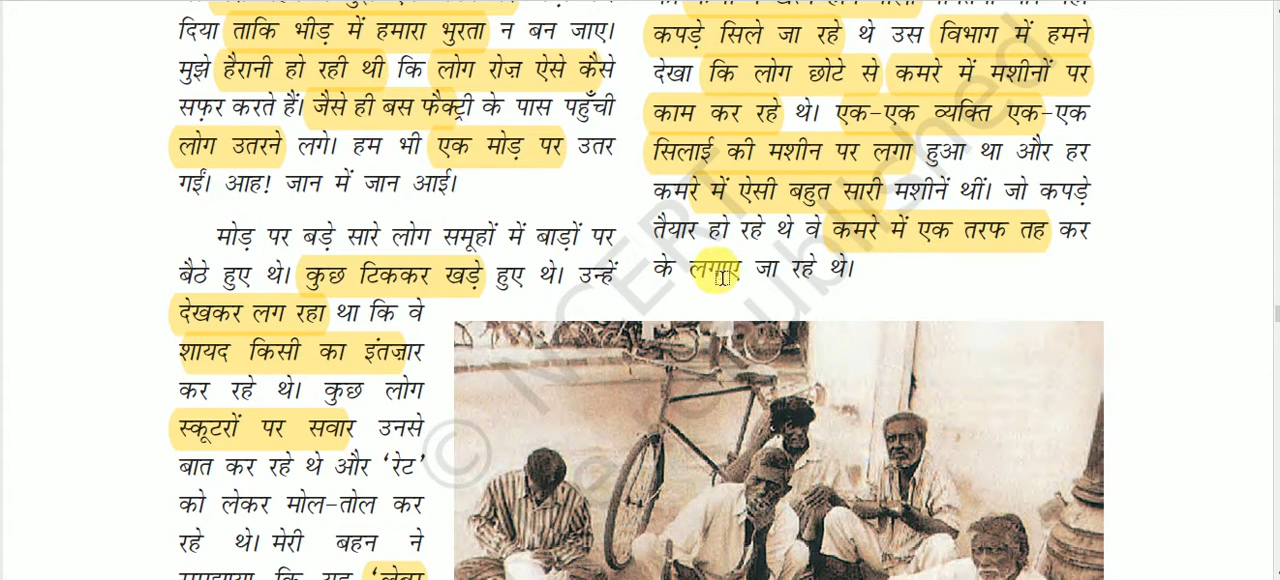 दिया ताकि भीड़ में हमारा भुरता न बन जाए।
मुझे हैरानी हो रही थी कि लोग रोज़ ऐसे कैसे
सफ़र करते हैं। जैसे ही बस फैक्ट्री के पास पहुँची
लोग उतरने लगे। हम भी एक मोड़ पर उतर
गईं। आह! जान में जान आई।
मोड़ पर बड़े सारे लोग समूहों में बाड़ों पर
बैठे हुए थे। कुछ टिककर खड़े हुए थे। उन्हें
देखकर लग रहा था कि वे
शायद किसी का इंतज़ार
कर रहे थे। कुछ लोग
स्कूटरों पर सवार उनसे
बात कर रहे थे और ‘रेट’
को लेकर मोल-तोल कर
रहे थे। मेरी बहन ने
कपड़े सिले जा रहे थे उस विभाग में हमने
देखा कि लोग छोटे से कमरे में मशीनों पर
काम कर रहे थे। एक-एक व्यक्ति एक-एक
सिलाई की मशीन पर लगा हुआ था और हर
कमरे में ऐसी बहुत सारी मशीनें थीं। जो कपड़े
तैयार हो रहे थे वे कमरे में एक तरफ तह कर
के लगाए जा रहे थे।
© NCERT